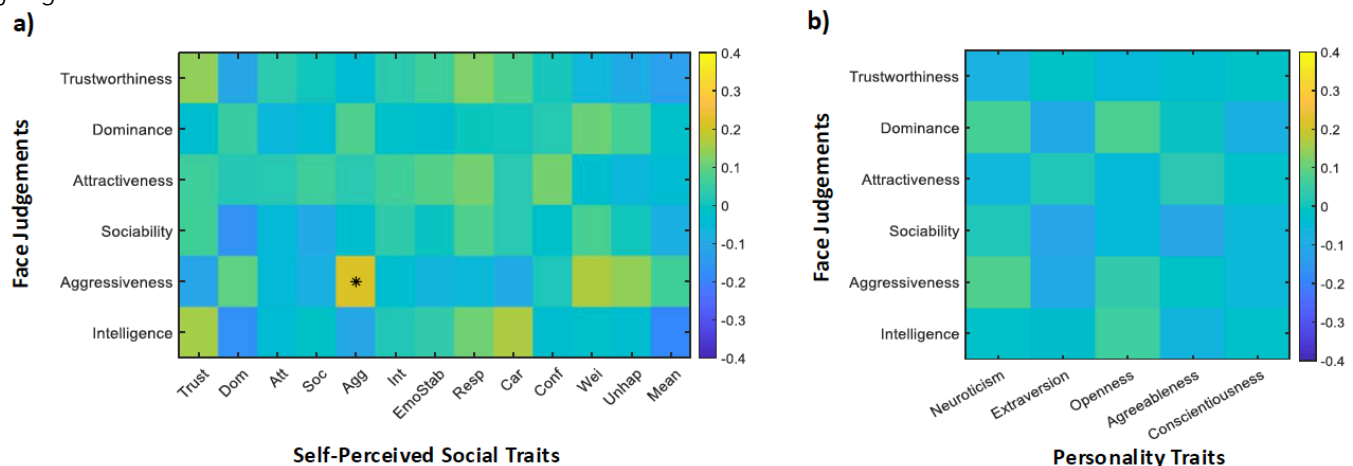 a)
Face Judgements
Trustworthiness
Dominance
Attractiveness
Sociability
Aggressiveness
Intelligence
*
Trust Dom Att Soc Agg Int EmoStab Resp Car Conf Wei Unhap Mean
Self-Perceived Social Traits
0.4
0.3
0.2
0.1
0
-0.1
-0.2
-0.3
-0.4
b)
Face Judgements
Trustworthiness
Dominance
Attractiveness
Sociability
Aggressiveness
Intelligence
Neuroticism Extraversion Openness Agreeableness Conscientiousness
Personality Traits
0.4
0.3
0.2
0.1
0
-0.1
-0.2
-0.3
-0.4